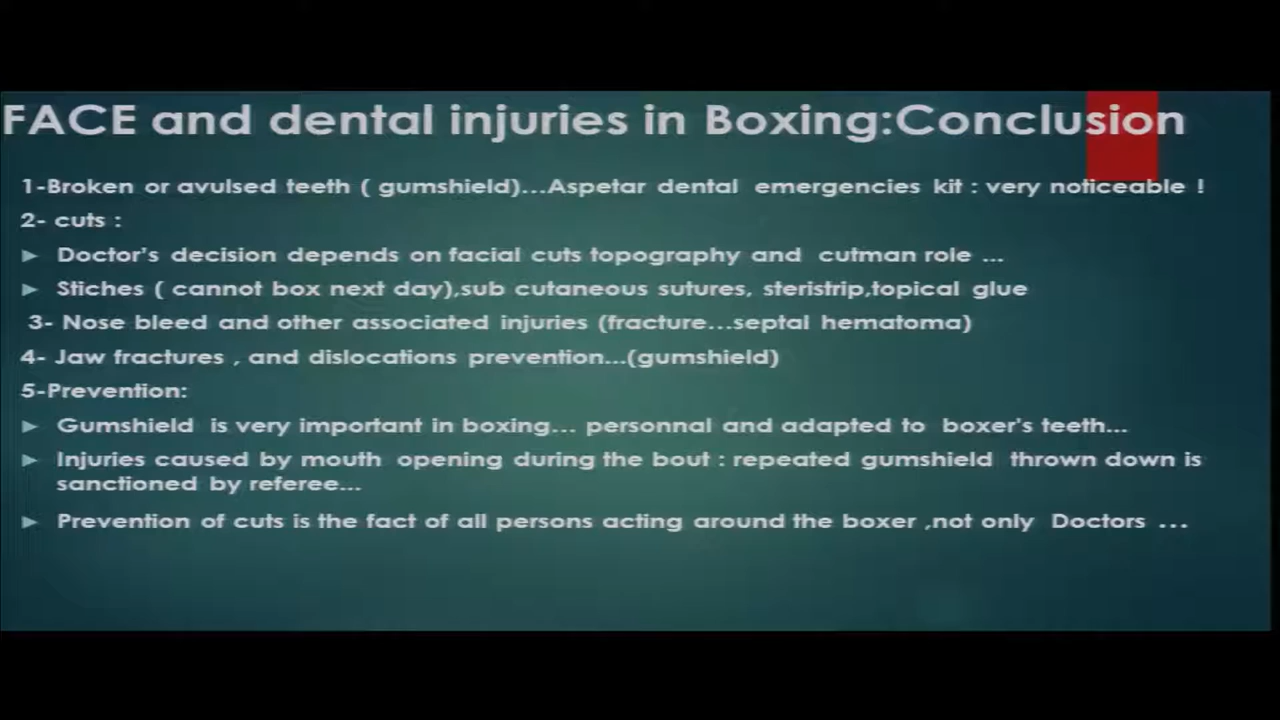 FACE and dental injuries in Boxing:Conclusion
1-Broken or avulsed teeth ( gumshield)...Aspetar dental emergencies kit : very noticeable !
2- cuts :
► Doctor's decision depends on facial cuts topography and cutman role ...
► Stiches ( cannot box next day),sub cutaneous sutures, steristrip,topical glue
3- Nose bleed and other associated injuries (fracture...septal hematoma)
4- Jaw fractures , and dislocations prevention...(gumshield)
5-Prevention:
► Gumshield is very important in boxing... personnal and adapted to boxer's teeth...
► Injuries caused by mouth opening during the bout : repeated gumshield thrown down is
sanctioned by referee...
► Prevention of cuts is the fact of all persons acting around the boxer ,not only Doctors ...